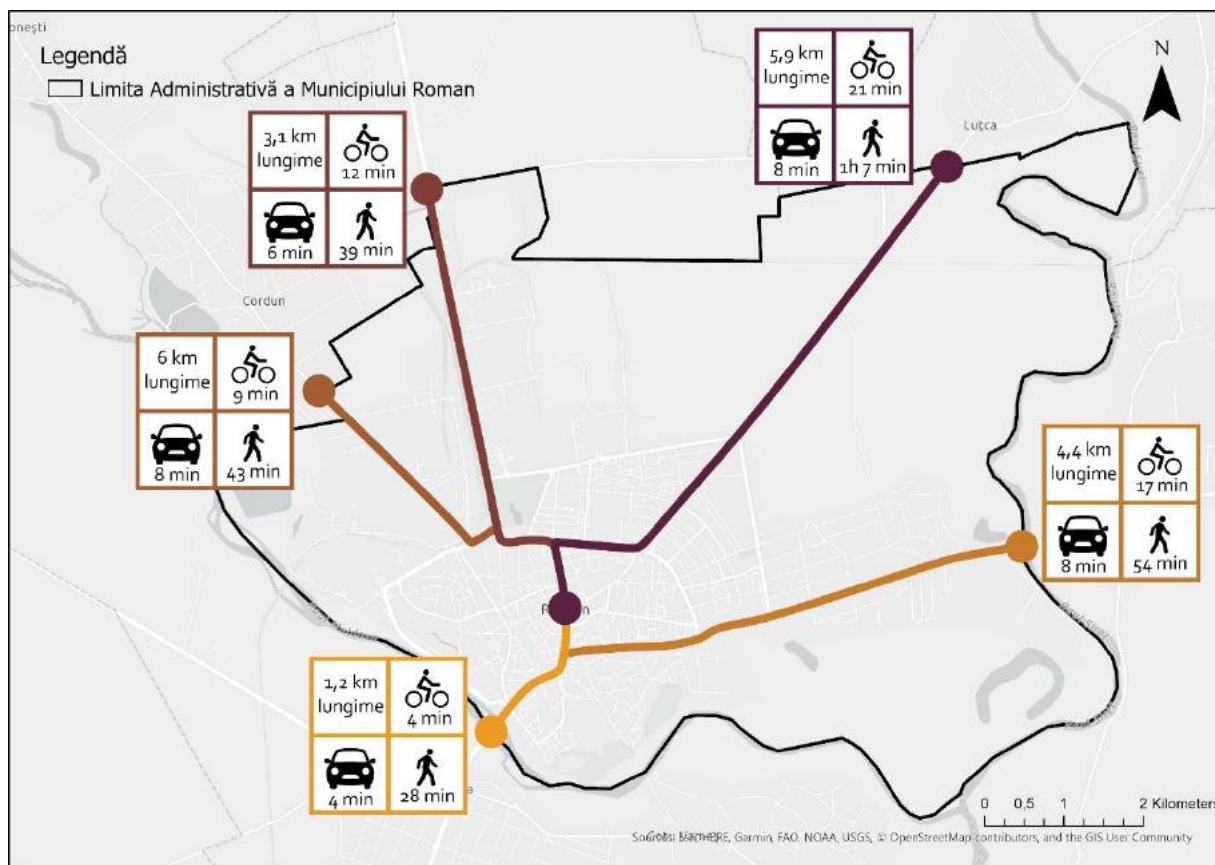 Legendă
Limita Administrativă a Municipiului Roman
N
5,9 km
lungime
21 min
8 min
1h 7 min
Luțca
3,1 km
lungime
12 min
6 min
39 min
Cordun
6 km
lungime
9 min
8 min
43 min
4,4 km
lungime
17 min
8 min
54 min
1,2 km
lungime
4 min
4 min
28 min
0 0,5 1 2 Kilometers
Garmin, FAO, NOAA, USGS, © OpenStreetMap contributors, and the GIS User Community